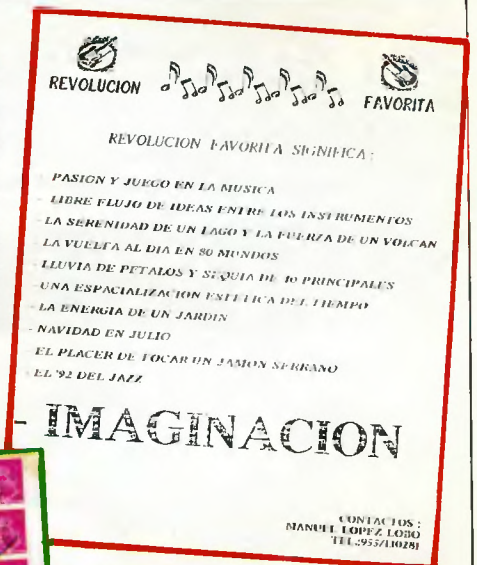 REVOLUCION FAVORITA
REVOLUCION FAVORITA SIGNIFICA :
- PASION Y JUEGO EN LA MUSICA
- LIBRE FLUJO DE IDEAS ENTRE LOS INSTRUMENTOS
- LA SERENIDAD DE UN LAGO Y LA FUERZA DE UN VOLCAN
- LA VUELTA AL DIA EN 80 MUNDOS
- LLUVIA DE PETALOS Y SEQUIA DE 40 PRINCIPALES
- UNA ESPACIALIZACION ESTETICA DEL TIEMPO
- LA ENERGIA DE UN JARDIN
- NAVIDAD EN JULIO
- EL PLACER DE TOCAR UN JAMON SERRANO
- EL '92 DEL JAZZ
- IMAGINACION
CONTACTOS :
MANUEL LOPEZ LOBO
TEL.:955/110281